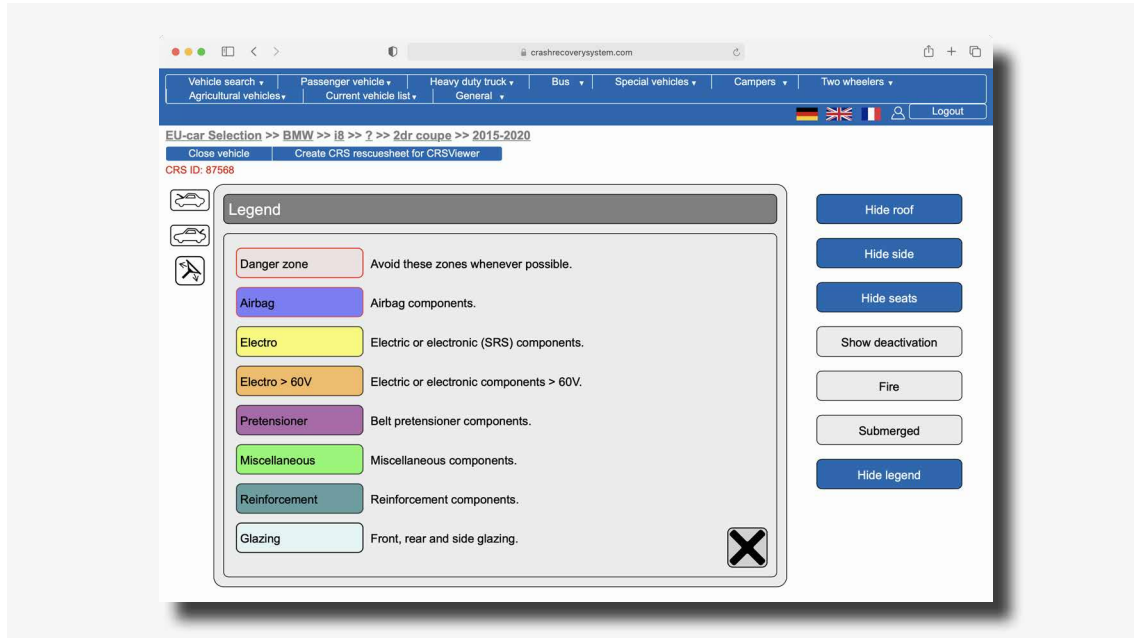 crashrecoverysystem.com
Vehicle search Passenger vehicle Heavy duty truck Bus Special vehicles Campers Two wheelers
Agricultural vehicles Current vehicle list General
Logout
EU-car Selection >> BMW >> i8 >> ? >> 2dr coupe >> 2015-2020
Close vehicle Create CRS rescuesheet for CRSViewer
CRS ID: 87568
Legend
Danger zone Avoid these zones whenever possible.
Airbag Airbag components.
Electro Electric or electronic (SRS) components.
Electro > 60V Electric or electronic components > 60V.
Pretensioner Belt pretensioner components.
Miscellaneous Miscellaneous components.
Reinforcement Reinforcement components.
Glazing Front, rear and side glazing.
Hide roof
Hide side
Hide seats
Show deactivation
Fire
Submerged
Hide legend